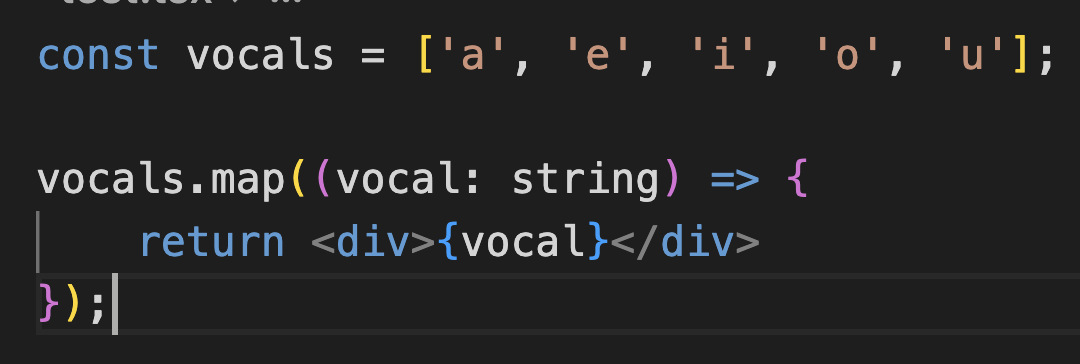 const vocals = ['a', 'e', 'i', 'o', 'u'];
vocals.map((vocal: string) => {
    return <div>{vocal}</div>
});